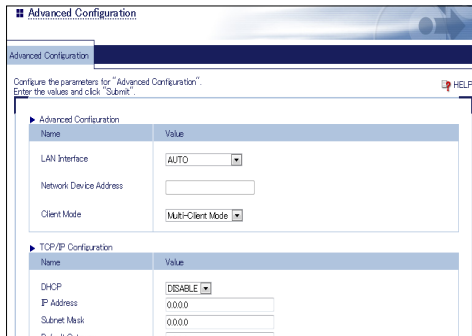 Advanced Configuration
Advanced Configuration
Configure the parameters for "Advanced Configuration".
Enter the values and click "Submit".
HELP
Advanced Configuration
Name Value
LAN Interface AUTO
Network Device Address
Client Mode Multi-Client Mode
TCP/IP Configuration
Name Value
DHCP DISABLE
IP Address 0.0.0.0
Subnet Mask 0.0.0.0